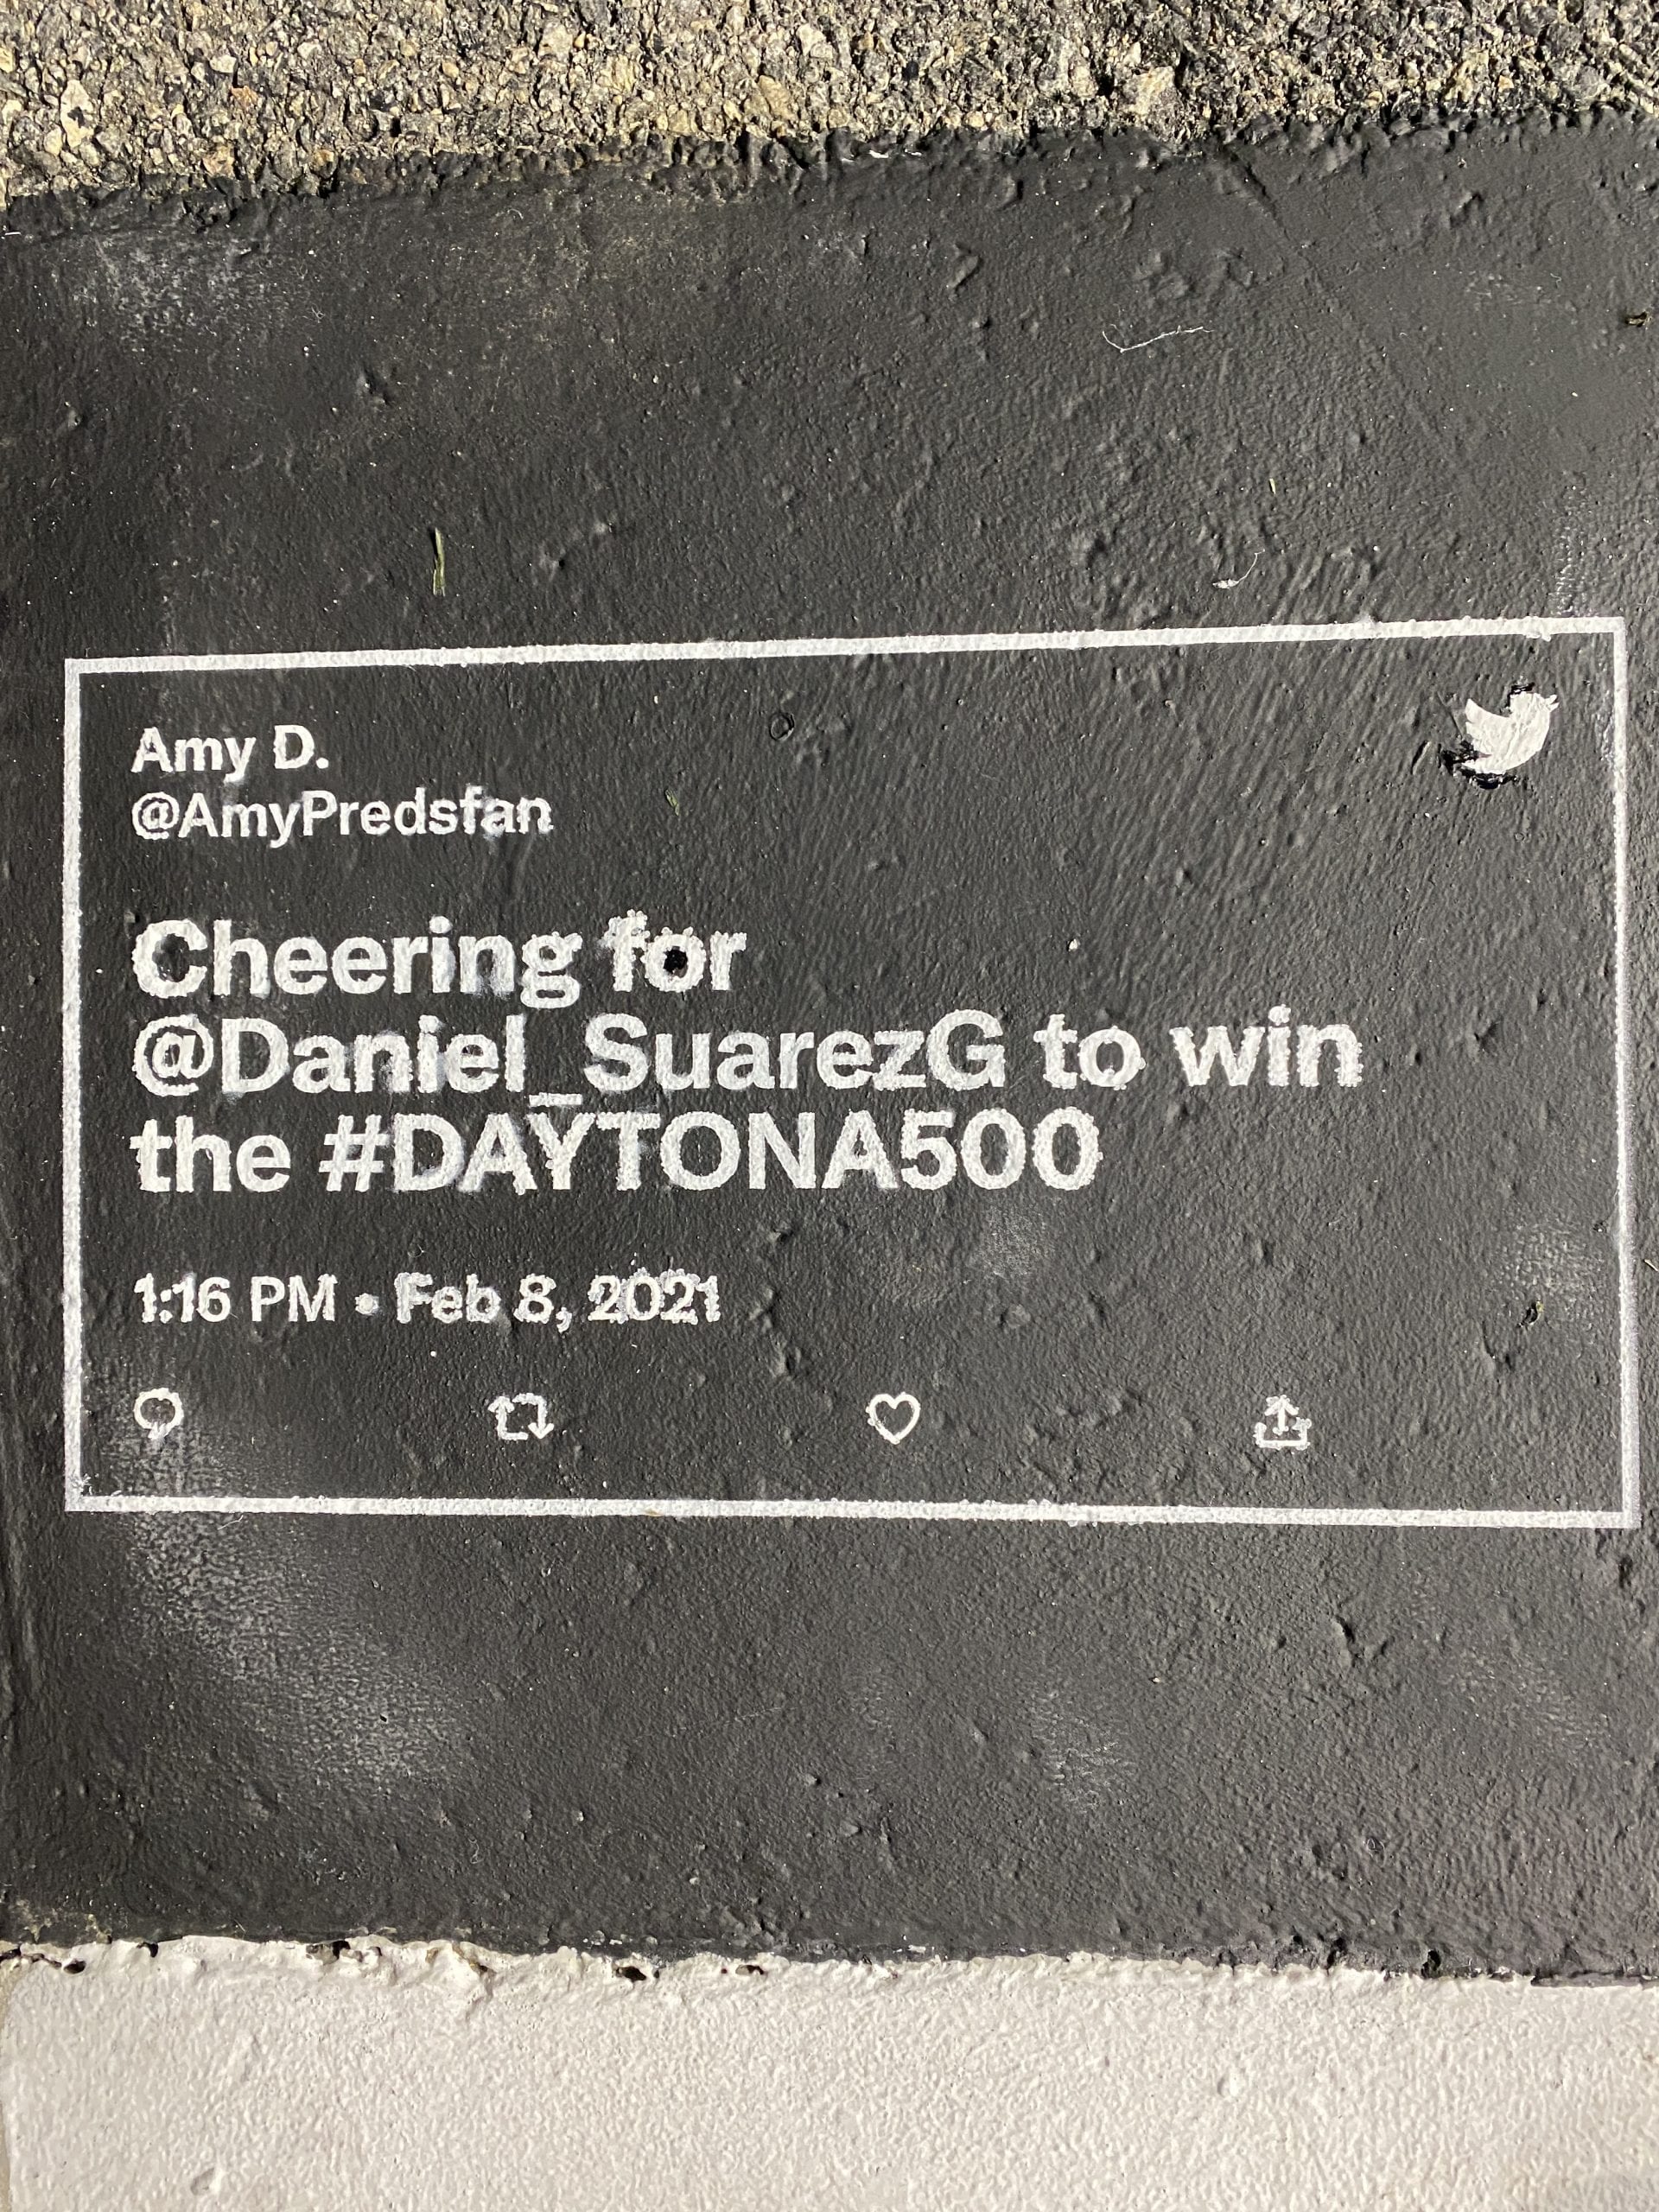 Amy D.
@AmyPredsfan
Cheering for
@Daniel_SuarezG to win
the #DAYTONA500
1:16 PM • Feb 8, 2021